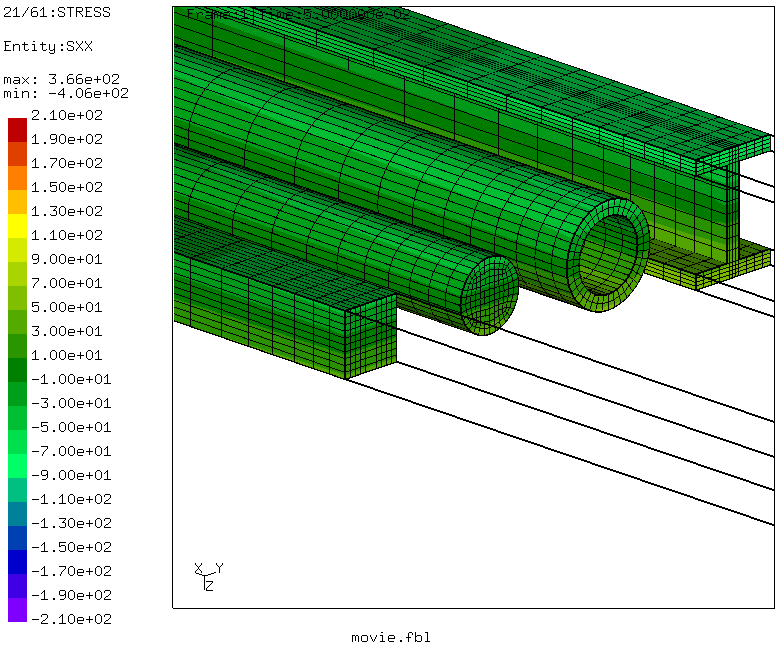 21/61:STRESS
Frame:1 Time:5.000000e-02
Entity:SXX
max: 3.66e+02
min: -4.06e+02
2.10e+02
1.90e+02
1.70e+02
1.50e+02
1.30e+02
1.10e+02
9.00e+01
7.00e+01
5.00e+01
3.00e+01
1.00e+01
-1.00e+01
-3.00e+01
-5.00e+01
-7.00e+01
-9.00e+01
-1.10e+02
-1.30e+02
-1.50e+02
-1.70e+02
-1.90e+02
-2.10e+02
X Y
Z
movie.fbl